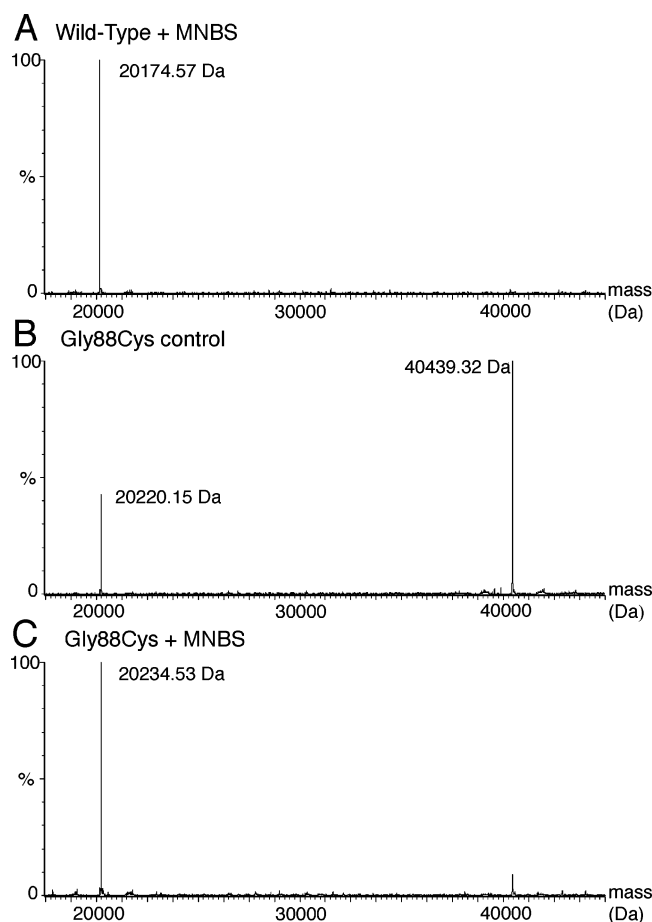 A Wild-Type + MNBS
100
20174.57 Da
%
0
20000 30000 40000 mass (Da)
B Gly88Cys control
100
40439.32 Da
%
20220.15 Da
0
20000 30000 40000 mass (Da)
C Gly88Cys + MNBS
100
20234.53 Da
%
0
20000 30000 40000 mass (Da)